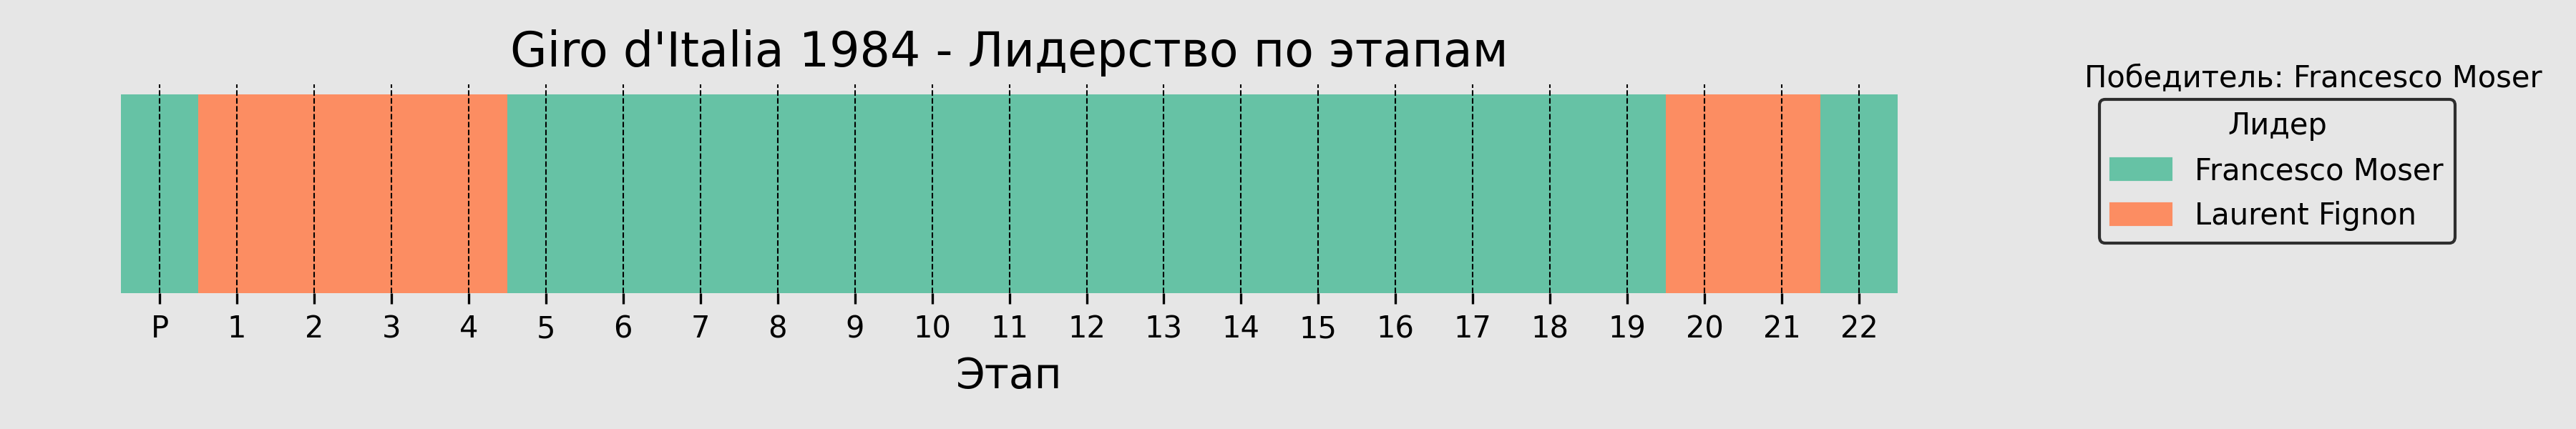 Giro d'Italia 1984 - Лидерство по этапам
Победитель: Francesco Moser
Лидер
Francesco Moser
Laurent Fignon
P 1 2 3 4 5 6 7 8 9 10 11 12 13 14 15 16 17 18 19 20 21 22
Этап